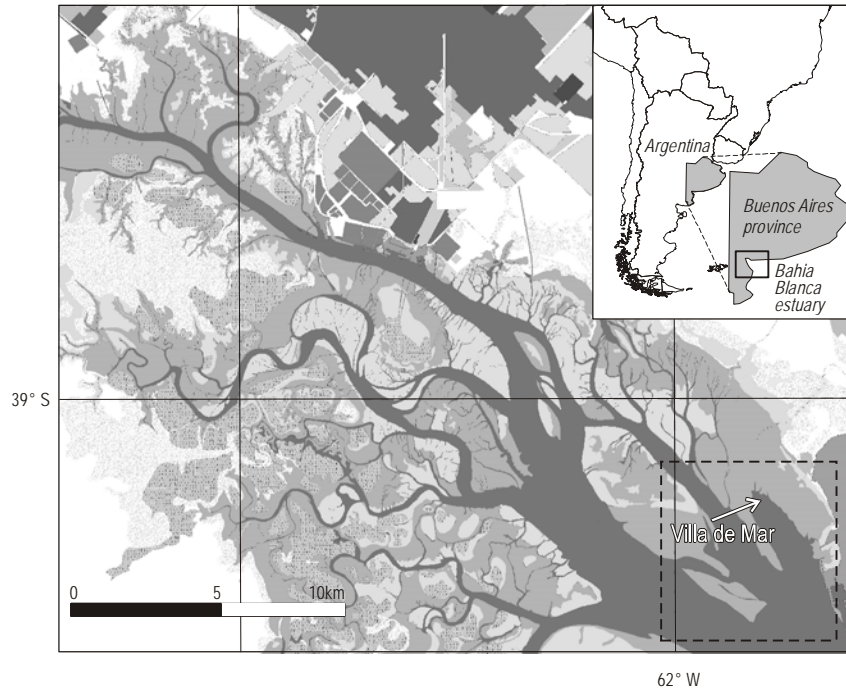 Argentina
Buenos Aires
province
Bahia
Blanca
estuary
39° S
Villa de Mar
0 5 10km
62° W